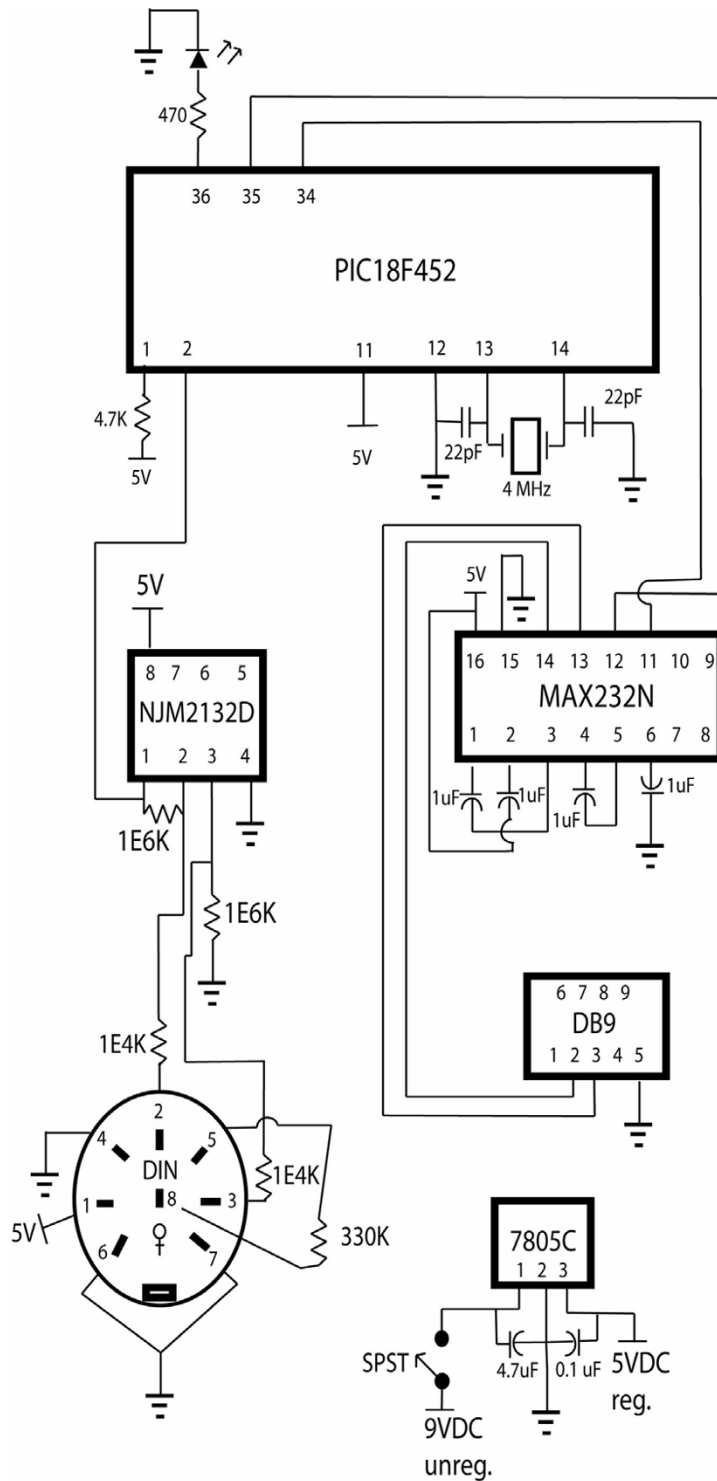 470
36 35 34
PIC18F452
1 2 11 12 13 14
4.7K
5V
5V
22pF
22pF
4 MHz
5V
8 7 6 5
NJM2132D
1 2 3 4
1E6K
1E6K
5V
16 15 14 13 12 11 10 9
MAX232N
1 2 3 4 5 6 7 8
1uF
1uF
1uF
1uF
1E4K
6 7 8 9
DB9
1 2 3 4 5
2
4 5
DIN
1 8 3
6 7
1E4K
5V
330K
7805C
1 2 3
SPST
4.7uF
0.1 uF
5VDC
reg.
9VDC
unreg.